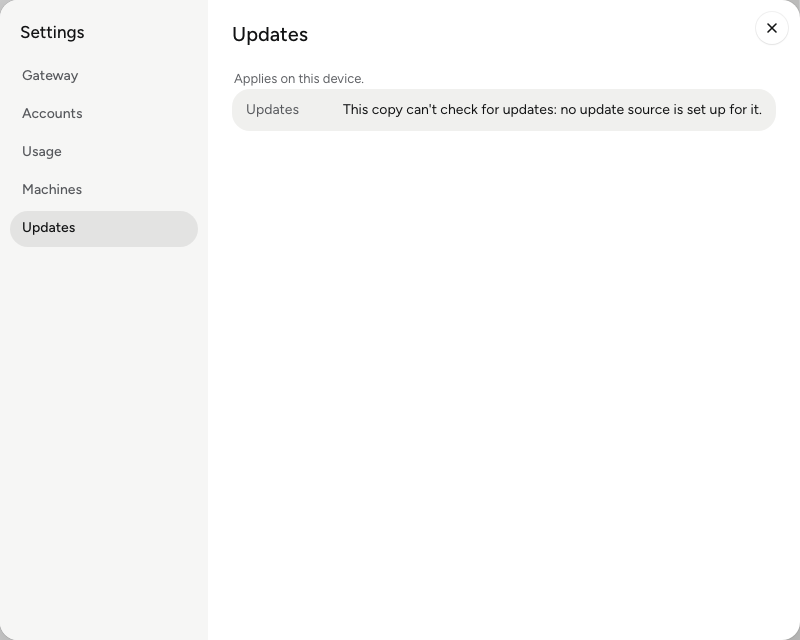 Settings
Gateway
Accounts
Usage
Machines
Updates
Updates
Applies on this device.
Updates This copy can't check for updates: no update source is set up for it.